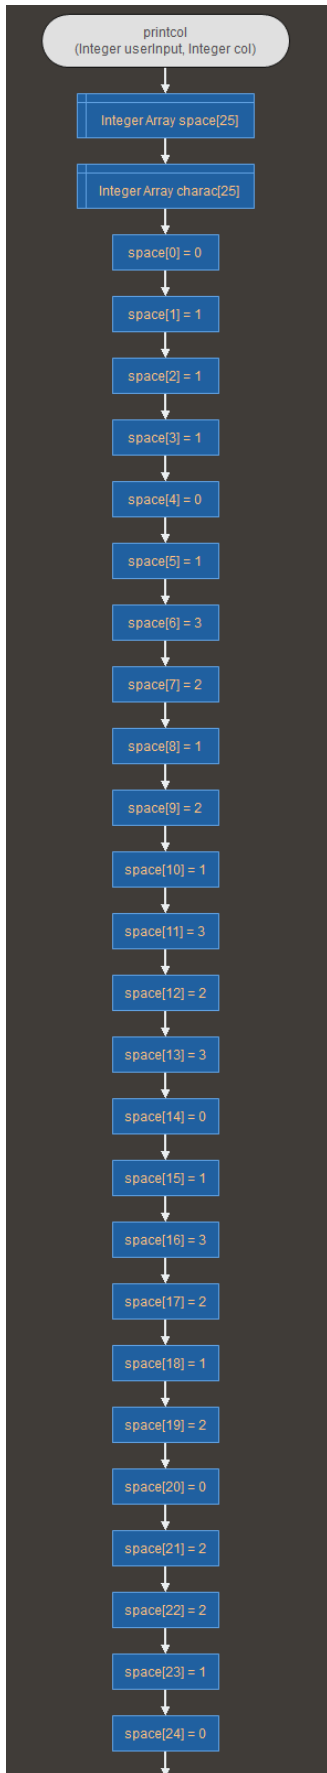 printcol
(Integer userInput, Integer col)
Integer Array space[25]
Integer Array charac[25]
space[0] = 0
space[1] = 1
space[2] = 1
space[3] = 1
space[4] = 0
space[5] = 1
space[6] = 3
space[7] = 2
space[8] = 1
space[9] = 2
space[10] = 1
space[11] = 3
space[12] = 2
space[13] = 3
space[14] = 0
space[15] = 1
space[16] = 3
space[17] = 2
space[18] = 1
space[19] = 2
space[20] = 0
space[21] = 2
space[22] = 2
space[23] = 1
space[24] = 0